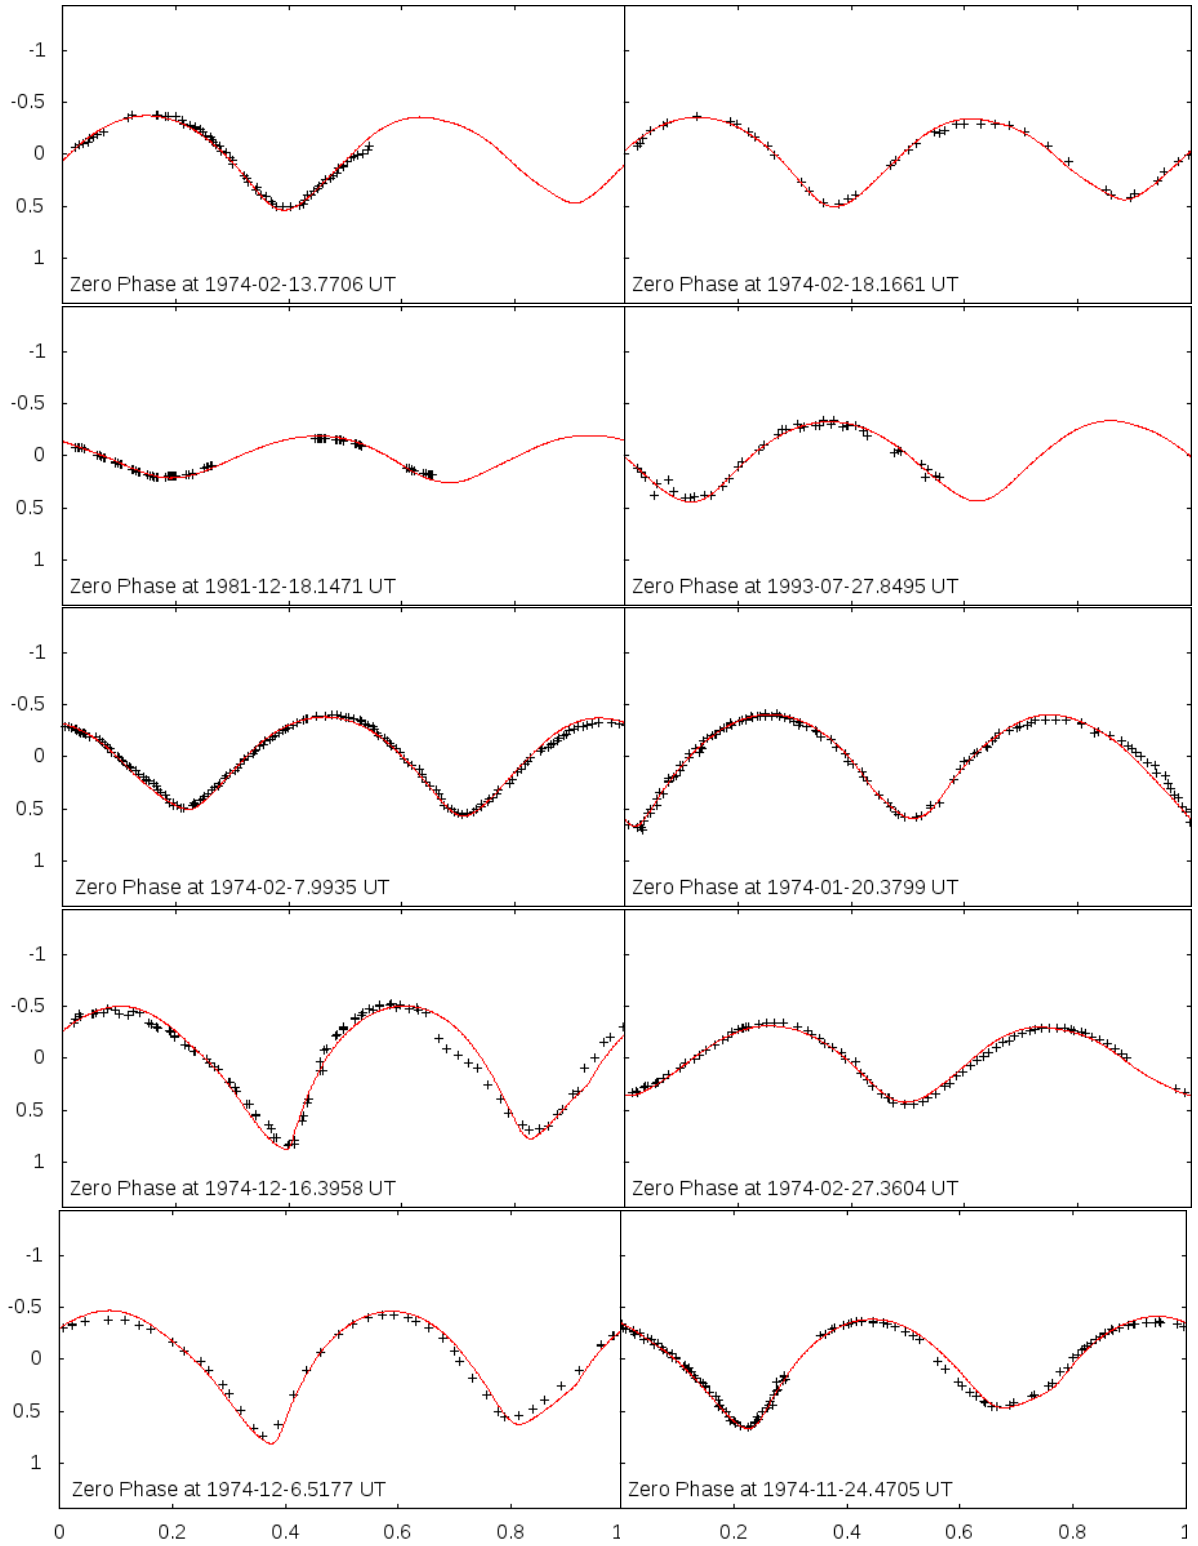 -1
-0.5
0
0.5
1
Zero Phase at 1974-02-13.7706 UT
Zero Phase at 1974-02-18.1661 UT
-1
-0.5
0
0.5
1
Zero Phase at 1981-12-18.1471 UT
Zero Phase at 1993-07-27.8495 UT
-1
-0.5
0
0.5
1
Zero Phase at 1974-02-7.9935 UT
Zero Phase at 1974-01-20.3799 UT
-1
-0.5
0
0.5
1
Zero Phase at 1974-12-16.3958 UT
Zero Phase at 1974-02-27.3604 UT
-1
-0.5
0
0.5
1
Zero Phase at 1974-12-6.5177 UT
Zero Phase at 1974-11-24.4705 UT
0 0.2 0.4 0.6 0.8 1 0.2 0.4 0.6 0.8 1